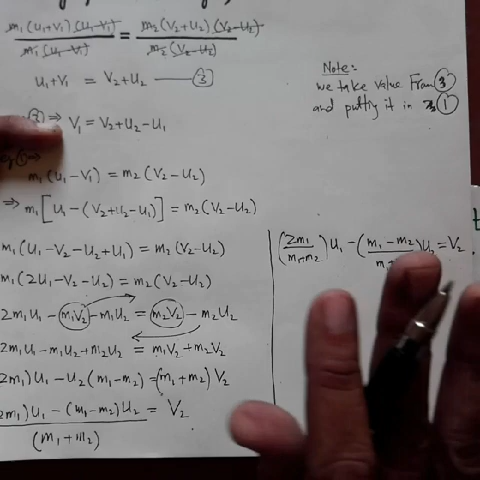 m₁(u₁+v₁)(u₁-v₁) / m₁(u₁-v₁) = m₂(v₂+u₂)(v₂-u₂) / m₂(v₂-u₂)
u₁+v₁ = v₂+u₂ —— ③
⇒ v₁ = v₂+u₂-u₁
m₁(u₁-v₁) = m₂(v₂-u₂)
⇒ m₁[u₁-(v₂+u₂-u₁)] = m₂(v₂-u₂)
m₁(u₁-v₂-u₂+u₁) = m₂(v₂-u₂)
m₁(2u₁-v₂-u₂) = m₂(v₂-u₂)
2m₁u₁-m₁v₂-m₁u₂ = m₂v₂-m₂u₂
2m₁u₁-m₁u₂+m₂u₂ = m₁v₂+m₂v₂
2m₁)u₁-u₂(m₁-m₂) = (m₁+m₂)v₂
2m₁)u₁-(m₁-m₂)u₂ / (m₁+m₂) = v₂
Note:
we take value From ③
and puttig it in ①
(2m₁/m₁+m₂)u₁-(m₁-m₂/m₁+)u₂=v₂.